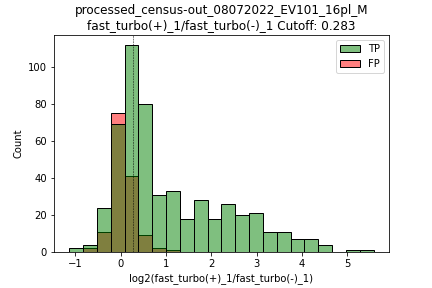 processed_census-out_08072022_EV101_16pl_M
fast_turbo(+)_1/fast_turbo(-)_1 Cutoff: 0.283
TP
FP
100
80
60
40
20
0
Count
−1
0
1
2
3
4
5
log2(fast_turbo(+)_1/fast_turbo(-)_1)